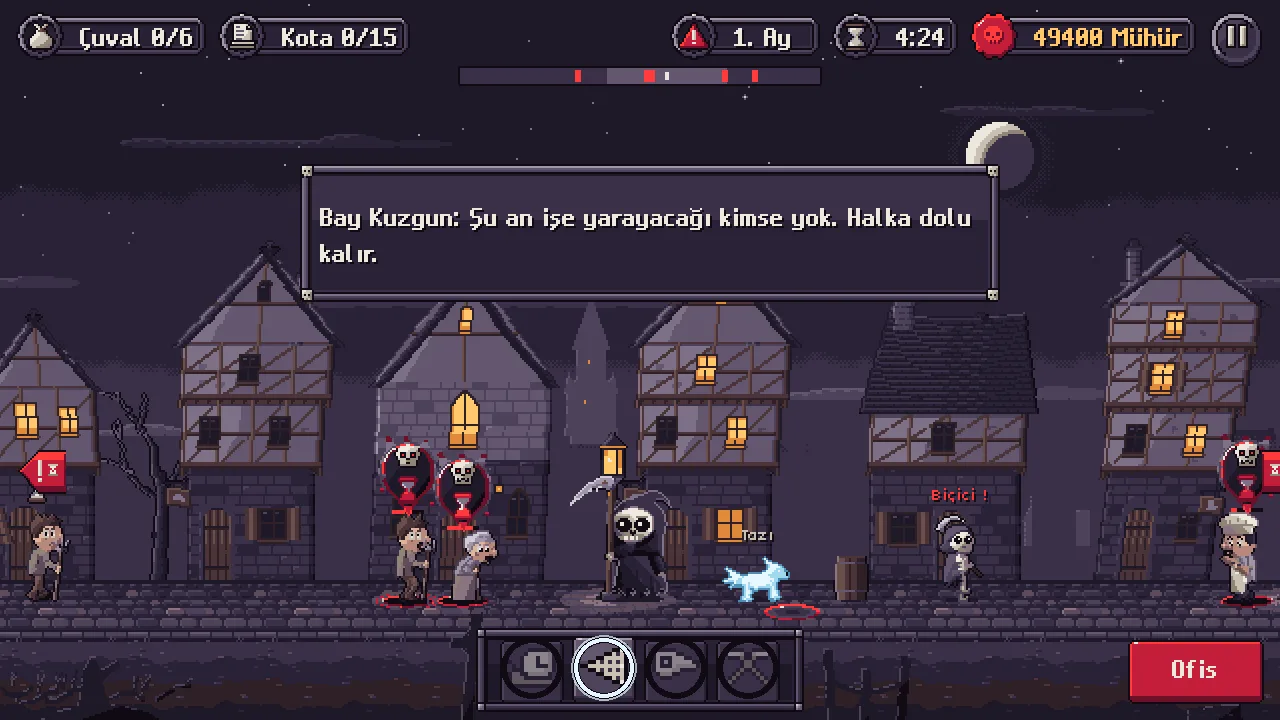 Çuval 0/6
Kota 0/15
1. Ay
4:24
49400 Mühür
Bay Kuzgun: Şu an işe yarayacağı kimse yok. Halka dolu
kalır.
Tazı
Biçici !
!
Ofis